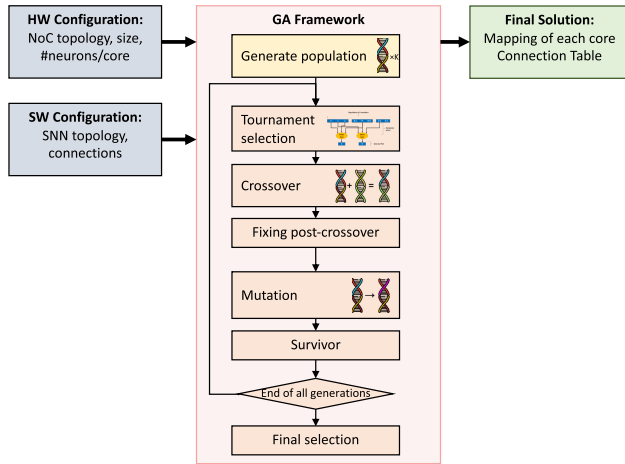 HW Configuration:
NoC topology, size,
#neurons/core
SW Configuration:
SNN topology,
connections
GA Framework
Generate population
×K
Tournament
selection
Crossover
+ =
Fixing post-crossover
Mutation
Survivor
End of all generations
Final selection
Final Solution:
Mapping of each core
Connection Table